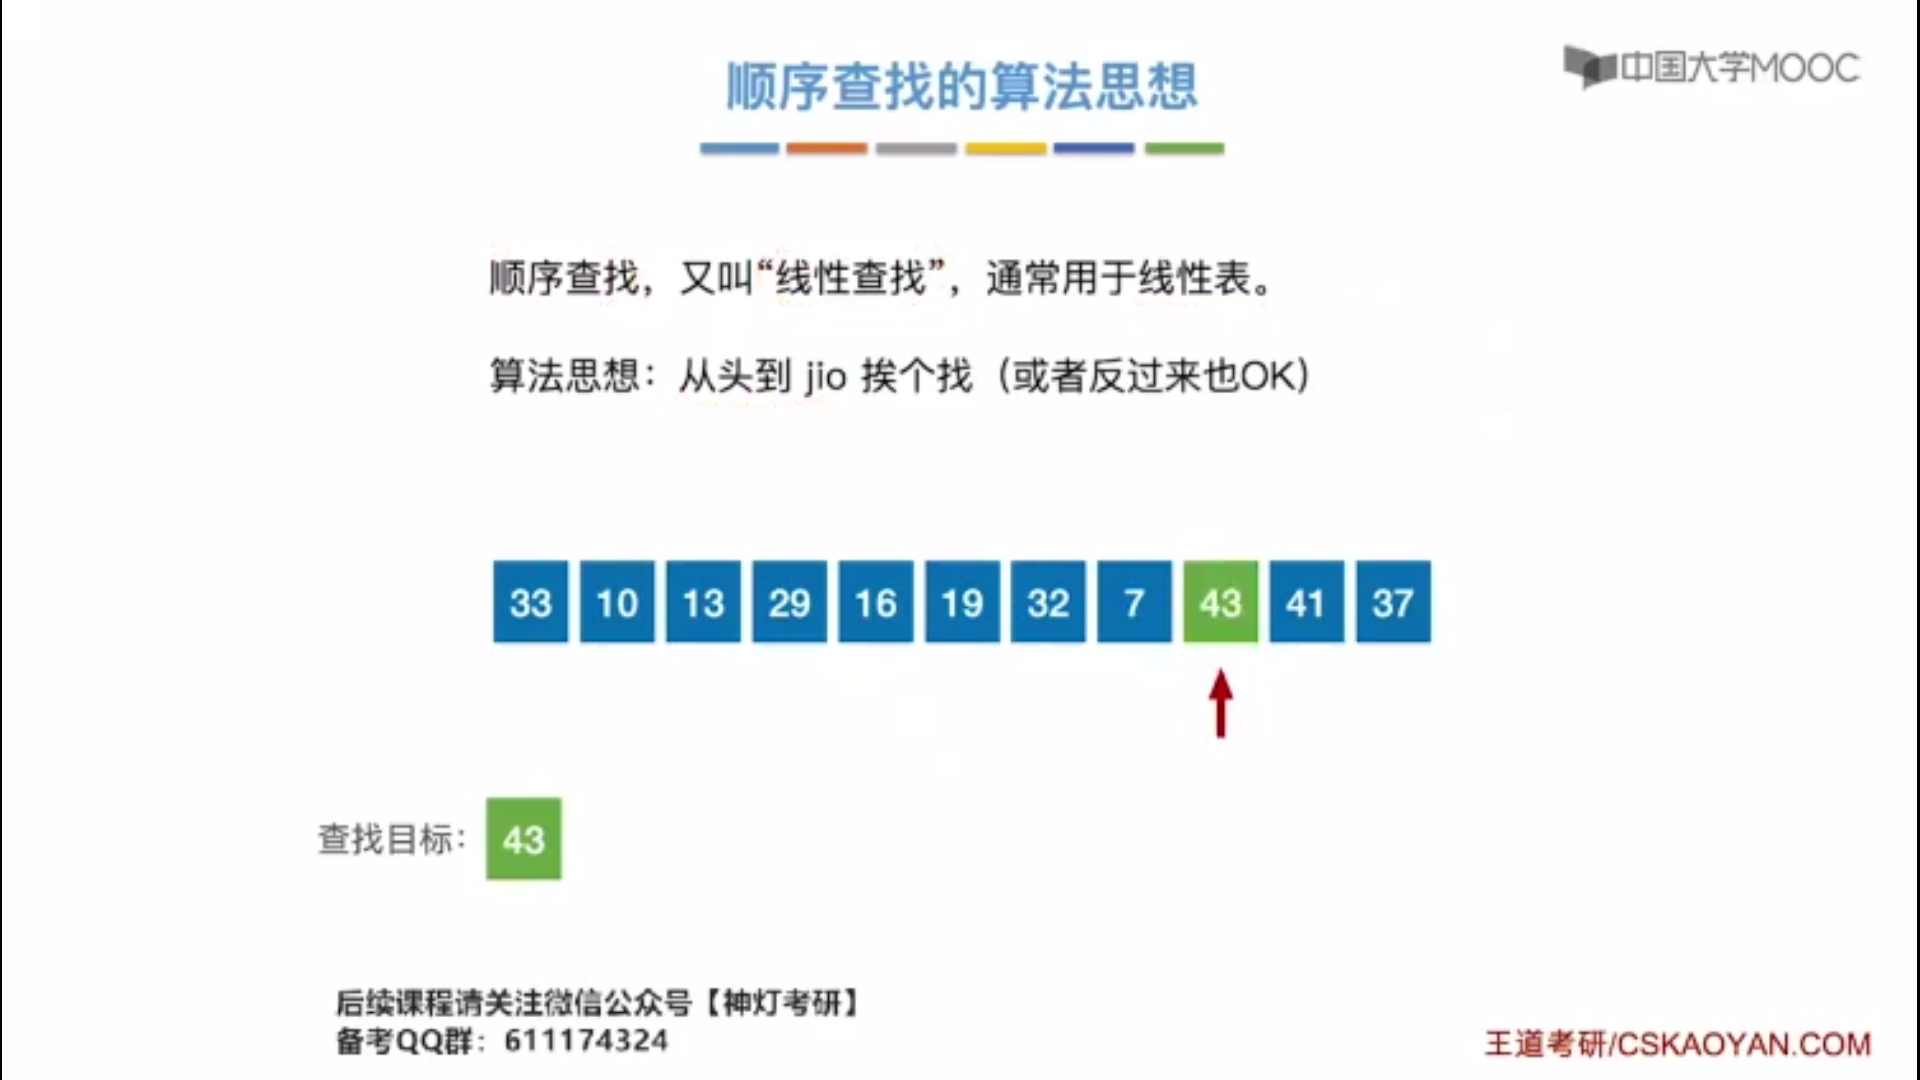 顺序查找的算法思想
中国大学MOOC
顺序查找，又叫“线性查找”，通常用于线性表。
算法思想：从头到 jio 挨个找（或者反过来也OK）
33 10 13 29 16 19 32 7 43 41 37
查找目标： 43
后续课程请关注微信公众号【神灯考研】
备考QQ群：611174324
王道考研/CSKAOYAN.COM